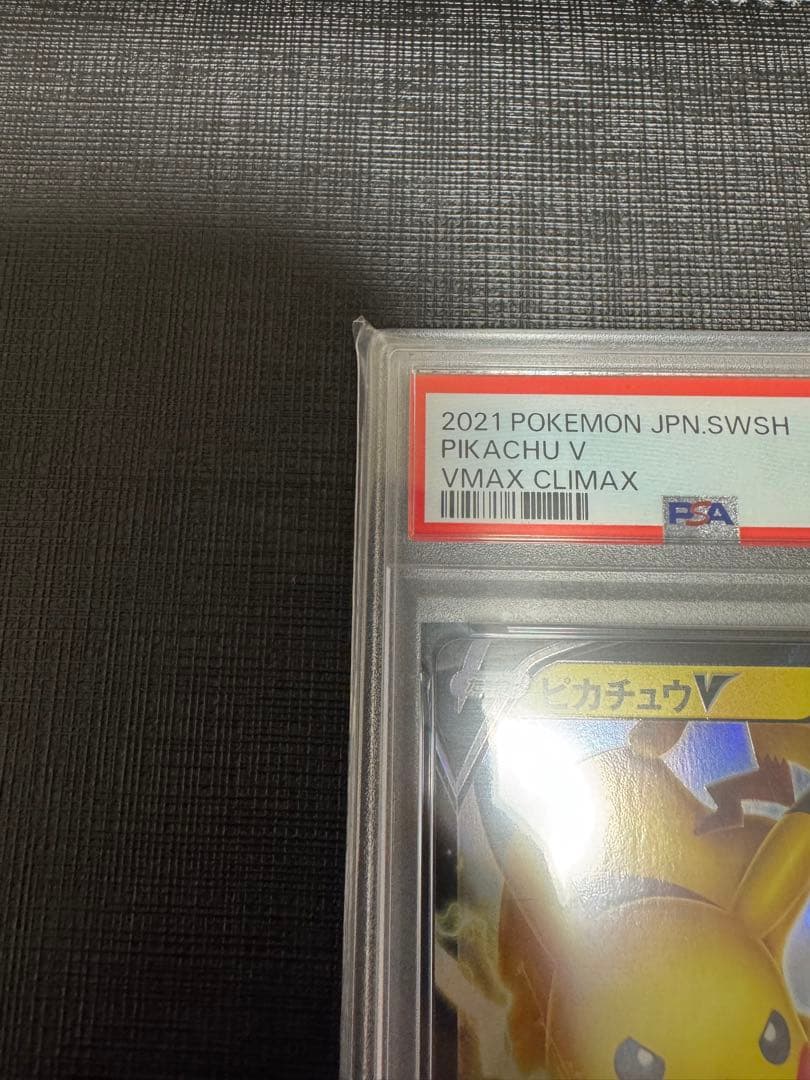 2021 POKEMON JPN.SWSH
PIKACHU V
VMAX CLIMAX
PSA
ピカチュウV